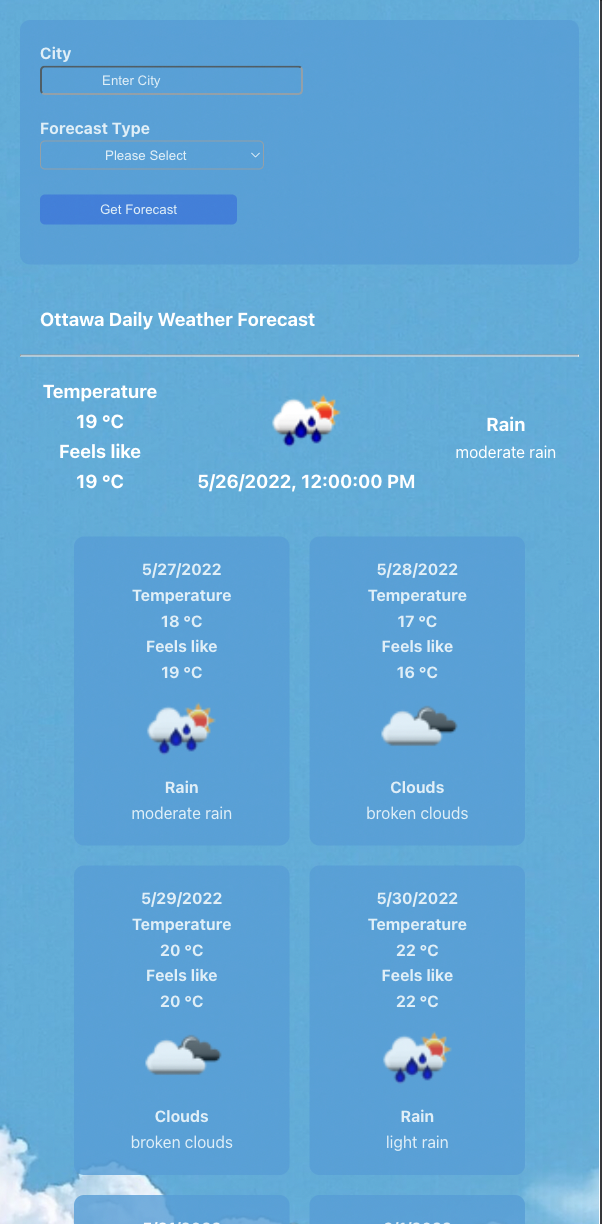 City
Enter City
Forecast Type
Please Select
Get Forecast
Ottawa Daily Weather Forecast
Temperature
19 °C
Feels like
19 °C
5/26/2022, 12:00:00 PM
Rain
moderate rain
5/27/2022
Temperature
18 °C
Feels like
19 °C
Rain
moderate rain
5/28/2022
Temperature
17 °C
Feels like
16 °C
Clouds
broken clouds
5/29/2022
Temperature
20 °C
Feels like
20 °C
Clouds
broken clouds
5/30/2022
Temperature
22 °C
Feels like
22 °C
Rain
light rain